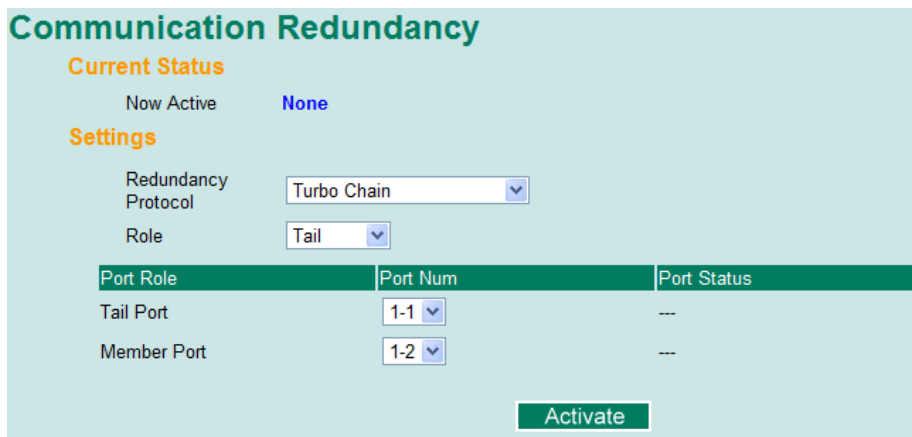 Communication Redundancy
Current Status
Now Active None
Settings
Redundancy
Protocol Turbo Chain
Role Tail
Port Role Port Num Port Status
Tail Port 1-1 ---
Member Port 1-2 ---
Activate